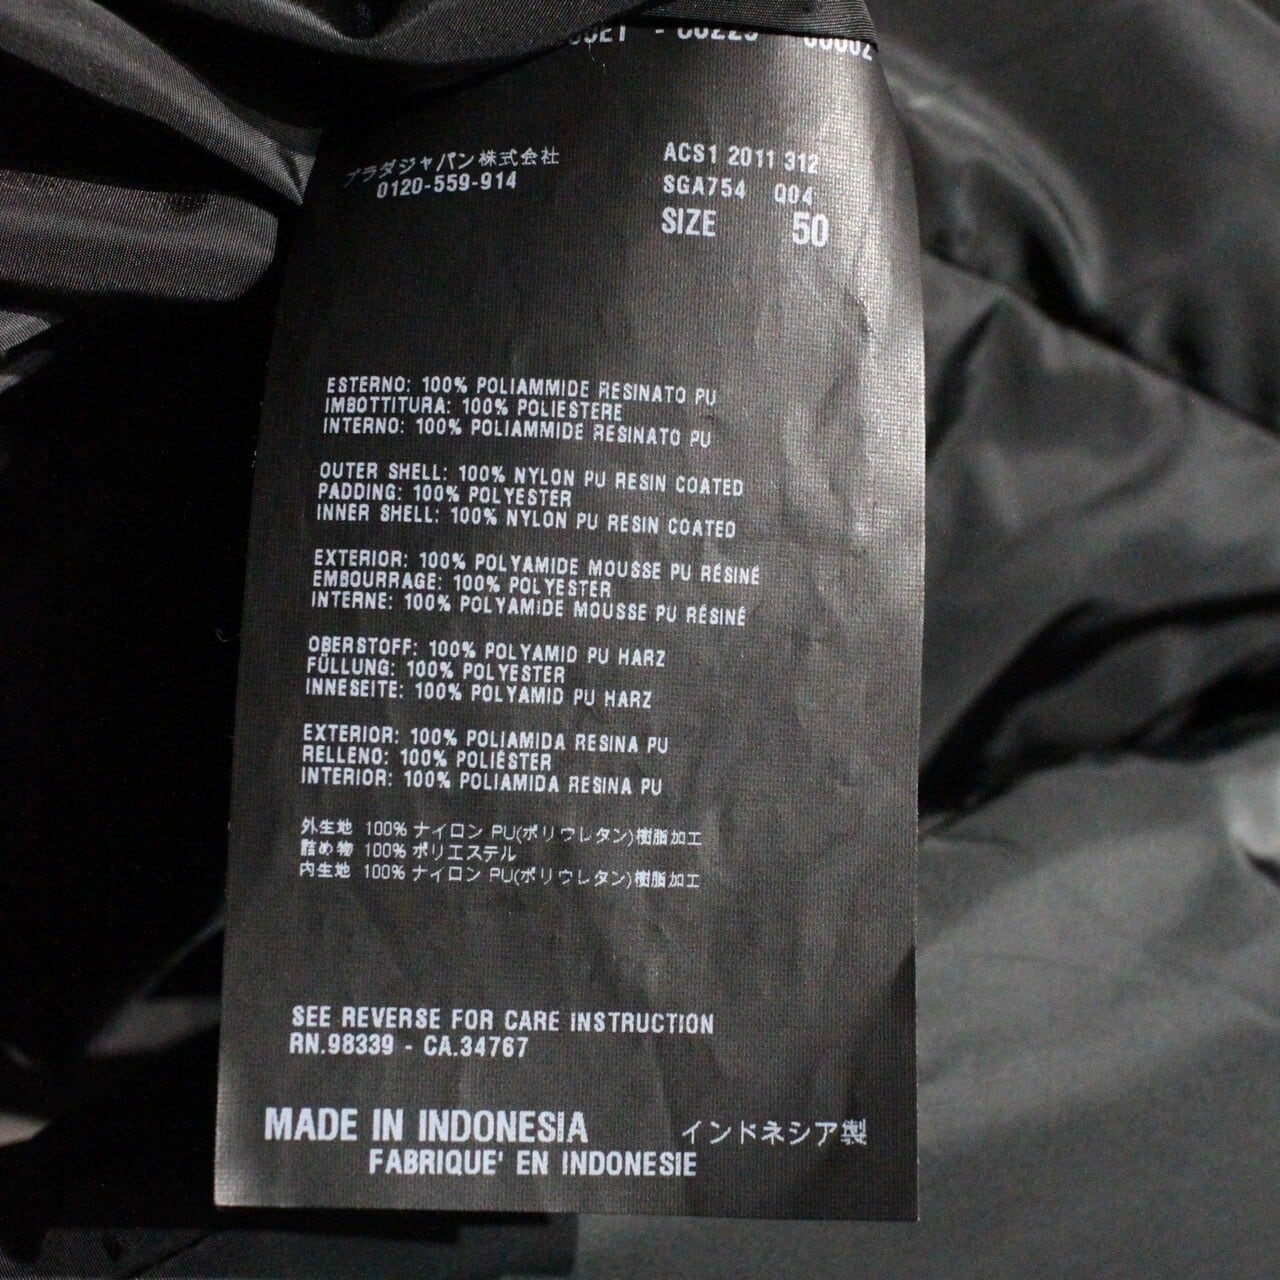 プラダジャパン株式会社
0120-559-914
ACS1 2011 312
SGA754 Q04
SIZE 50
ESTERNO: 100% POLIAMMIDE RESINATO PU
IMBOTTITURA: 100% POLIESTERE
INTERNO: 100% POLIAMMIDE RESINATO PU
OUTER SHELL: 100% NYLON PU RESIN COATED
PADDING: 100% POLYESTER
INNER SHELL: 100% NYLON PU RESIN COATED
EXTERIOR: 100% POLYAMIDE MOUSSE PU RÉSINÉ
EMBOURRAGE: 100% POLYESTER
INTERNE: 100% POLYAMIDE MOUSSE PU RÉSINÉ
OBERSTOFF: 100% POLYAMID PU HARZ
FÜLLUNG: 100% POLYESTER
INNESEITE: 100% POLYAMID PU HARZ
EXTERIOR: 100% POLIAMIDA RESINA PU
RELLENO: 100% POLIÉSTER
INTERIOR: 100% POLIAMIDA RESINA PU
外生地 100% ナイロン PU(ポリウレタン)樹脂加工
詰め物 100% ポリエステル
内生地 100% ナイロン PU(ポリウレタン)樹脂加工
SEE REVERSE FOR CARE INSTRUCTION
RN.98339 - CA.34767
MADE IN INDONESIA インドネシア製
FABRIQUE' EN INDONESIE